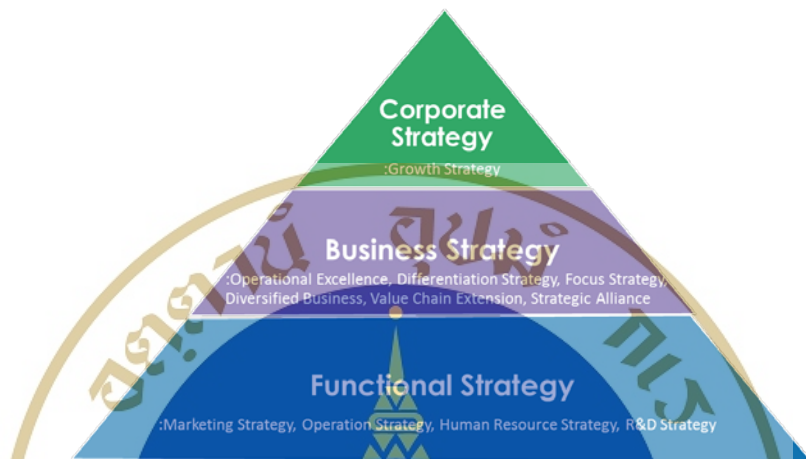 Corporate
Strategy
:Growth Strategy
Business Strategy
:Operational Excellence, Differentiation Strategy, Focus Strategy,
Diversified Business, Value Chain Extension, Strategic Alliance
Functional Strategy
:Marketing Strategy, Operation Strategy, Human Resource Strategy, R&D Strategy